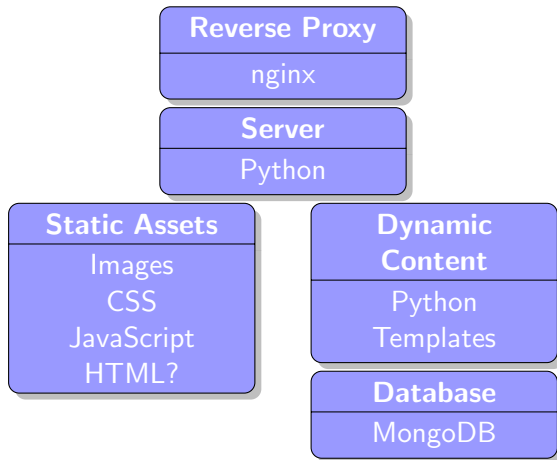 Reverse Proxy
nginx
Server
Python
Static Assets
Images
CSS
JavaScript
HTML?
Dynamic
Content
Python
Templates
Database
MongoDB